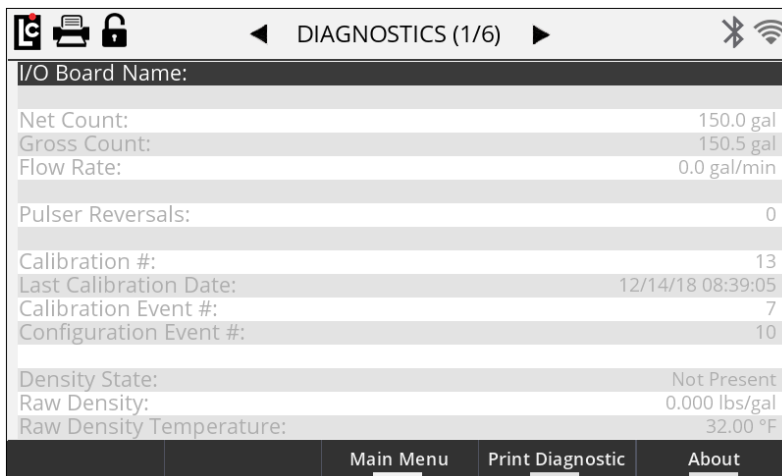 LC
DIAGNOSTICS (1/6)
I/O Board Name:
Net Count: 150.0 gal
Gross Count: 150.5 gal
Flow Rate: 0.0 gal/min
Pulser Reversals: 0
Calibration #: 13
Last Calibration Date: 12/14/18 08:39:05
Calibration Event #: 7
Configuration Event #: 10
Density State: Not Present
Raw Density: 0.000 lbs/gal
Raw Density Temperature: 32.00 °F
Main Menu Print Diagnostic About